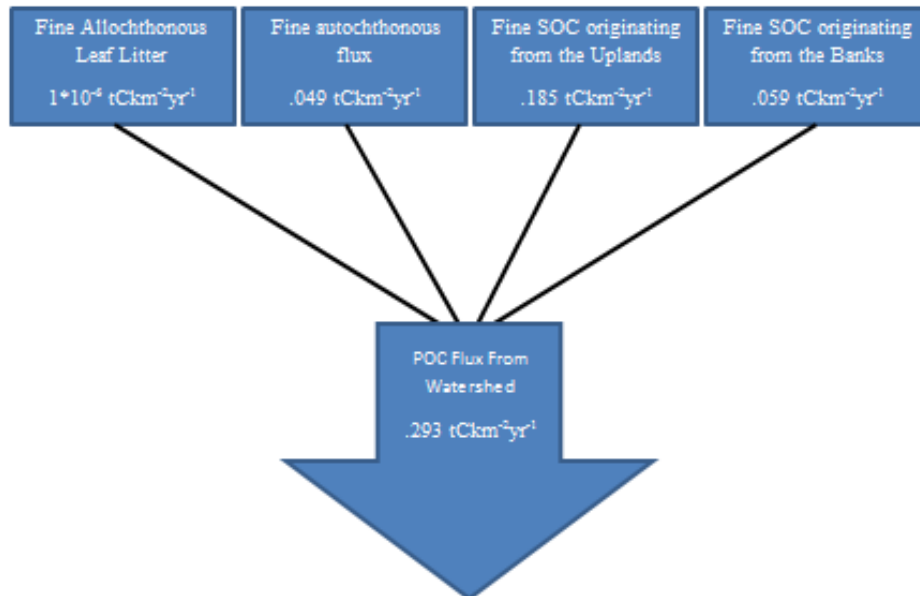 Fine Allochthonous
Leaf Litter
1*10⁻⁶ tCkm⁻²yr⁻¹
Fine autochthonous
flux
.049 tCkm⁻²yr⁻¹
Fine SOC originating
from the Uplands
.185 tCkm⁻²yr⁻¹
Fine SOC originating
from the Banks
.059 tCkm⁻²yr⁻¹
POC Flux From
Watershed
.293 tCkm⁻²yr⁻¹